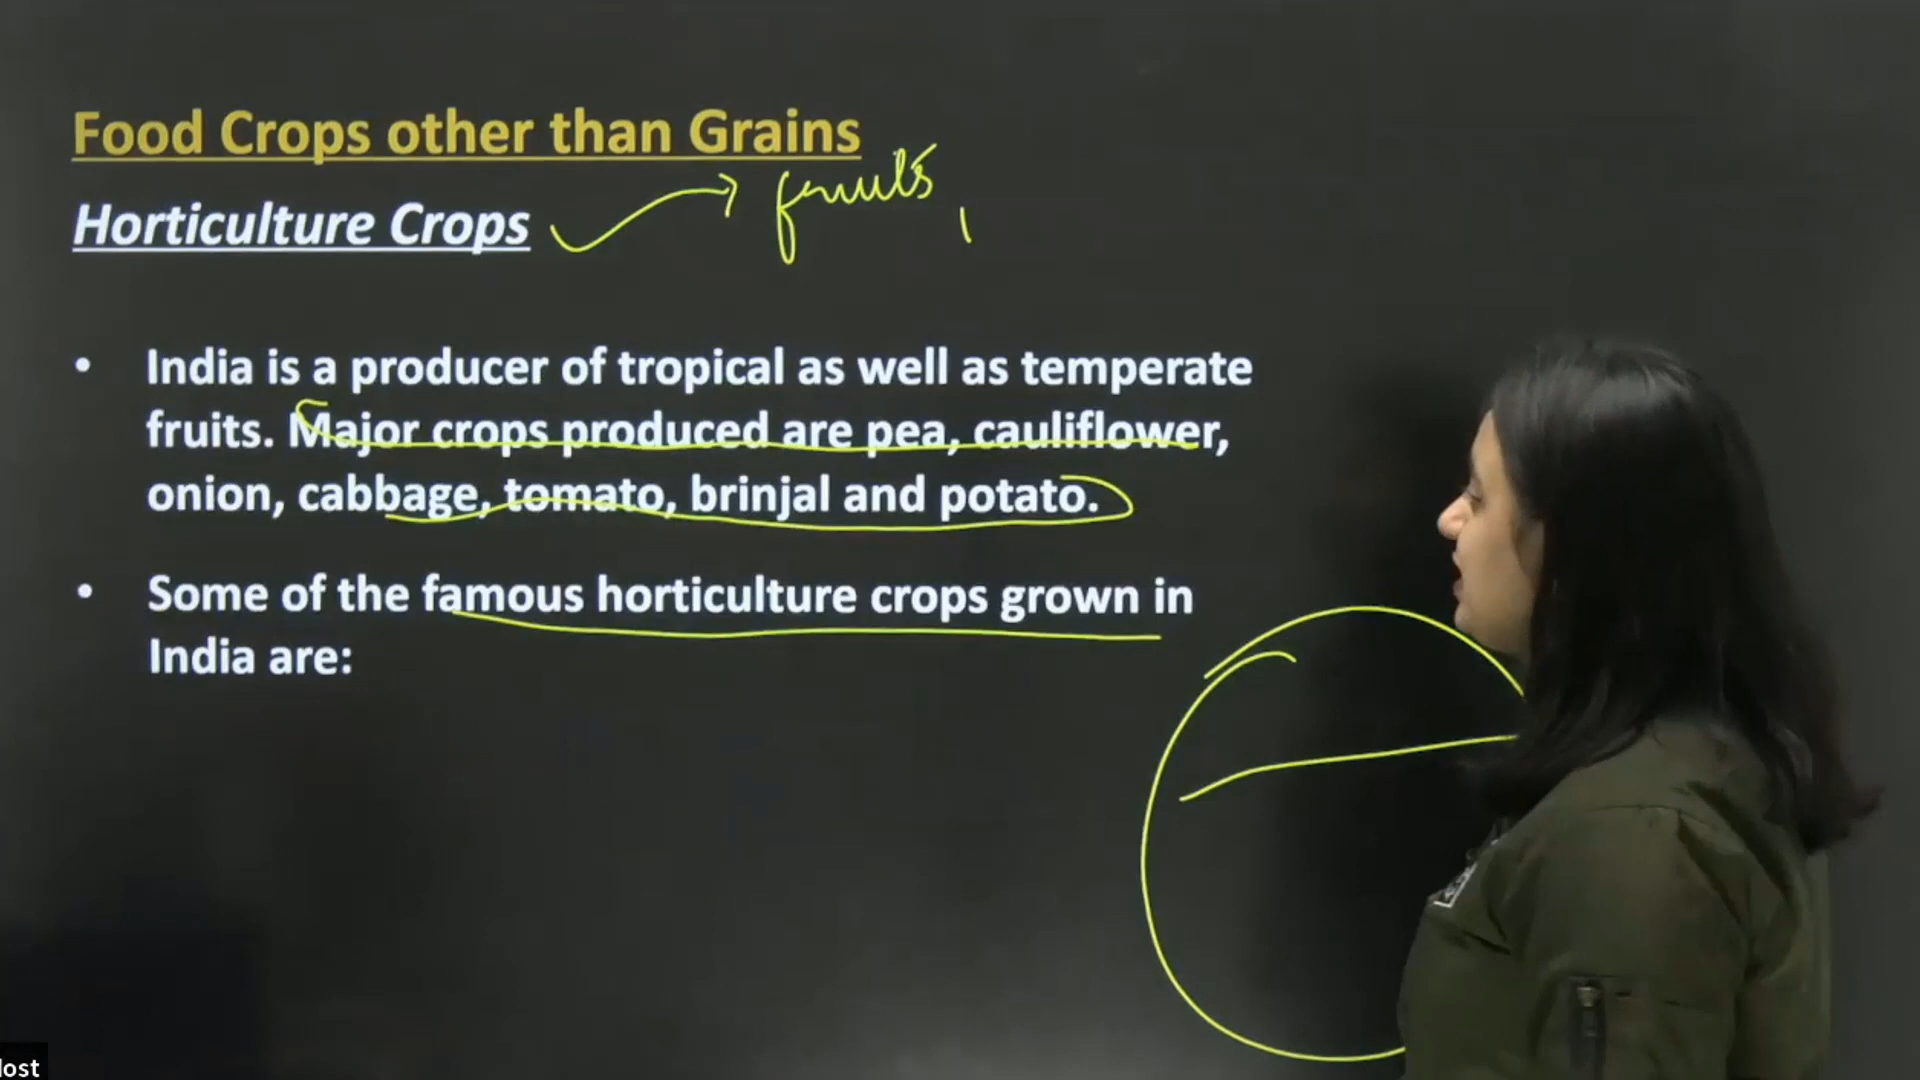 Food Crops other than Grains
Horticulture Crops
fruits,
• India is a producer of tropical as well as temperate
fruits. Major crops produced are pea, cauliflower,
onion, cabbage, tomato, brinjal and potato.
• Some of the famous horticulture crops grown in
India are: